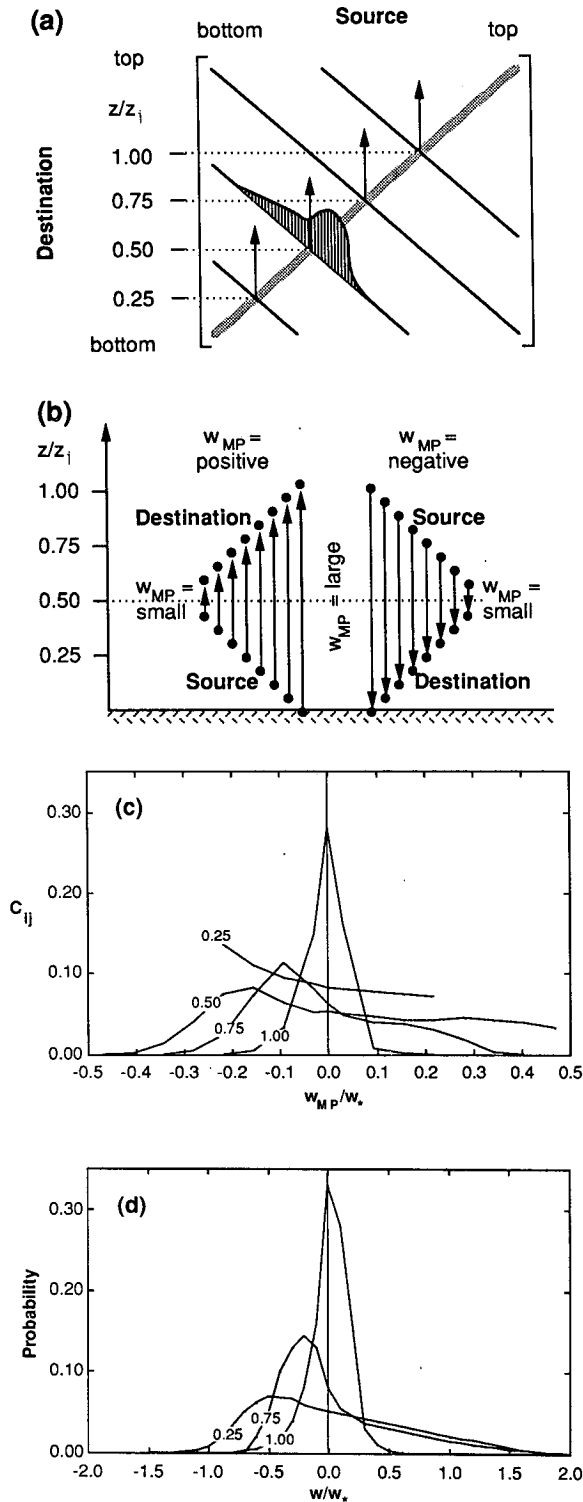 (a)
Source
bottom
top
top
z/zi
1.00
0.75
0.50
0.25
bottom
Destination
(b)
z/zi
1.00
0.75
0.50
0.25
wMP =
positive
wMP =
negative
Destination
Source
wMP =
small
wMP = large
wMP =
small
Source
Destination
(c)
0.30
0.20
0.10
0.00
Cij
0.25
0.50
0.75
1.00
-0.5 -0.4 -0.3 -0.2 -0.1 0.0 0.1 0.2 0.3 0.4 0.5
wMP/w*
(d)
0.30
0.20
0.10
0.00
Probability
0.25
0.75
1.00
-2.0 -1.5 -1.0 -0.5 0.0 0.5 1.0 1.5 2.0
w/w*